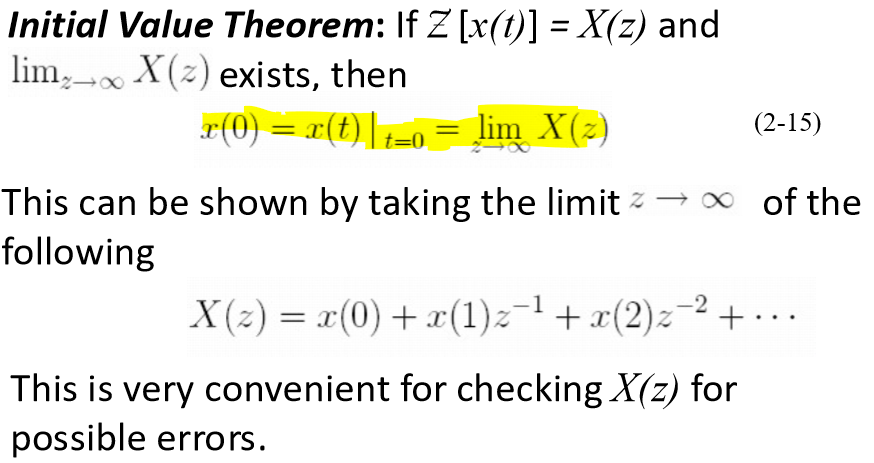 Initial Value Theorem: If Ƶ [x(t)] = X(z) and
lim_{z→∞} X(z) exists, then
x(0) = x(t)|_{t=0} = lim_{z→∞} X(z) (2-15)
This can be shown by taking the limit z → ∞ of the
following
X(z) = x(0) + x(1)z^{−1} + x(2)z^{−2} + ⋯
This is very convenient for checking X(z) for
possible errors.